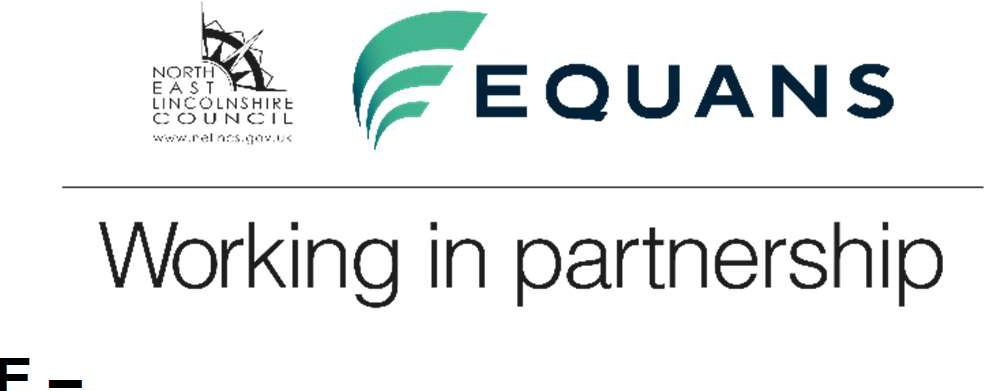 NORTH
EAST
LINCOLNSHIRE
COUNCIL
www.nelincs.gov.uk
EQUANS
Working in partnership
F –